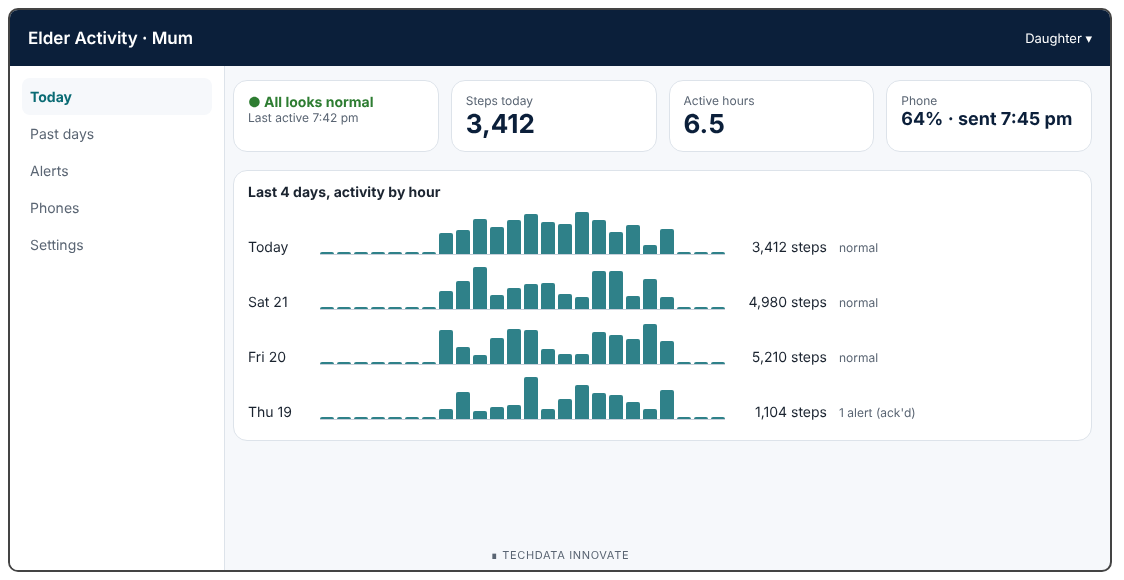 Elder Activity · Mum
Daughter ▾
Today
Past days
Alerts
Phones
Settings
● All looks normal
Last active 7:42 pm
Steps today
3,412
Active hours
6.5
Phone
64% · sent 7:45 pm
Last 4 days, activity by hour
Today 3,412 steps normal
Sat 21 4,980 steps normal
Fri 20 5,210 steps normal
Thu 19 1,104 steps 1 alert (ack'd)
∎ TECHDATA INNOVATE